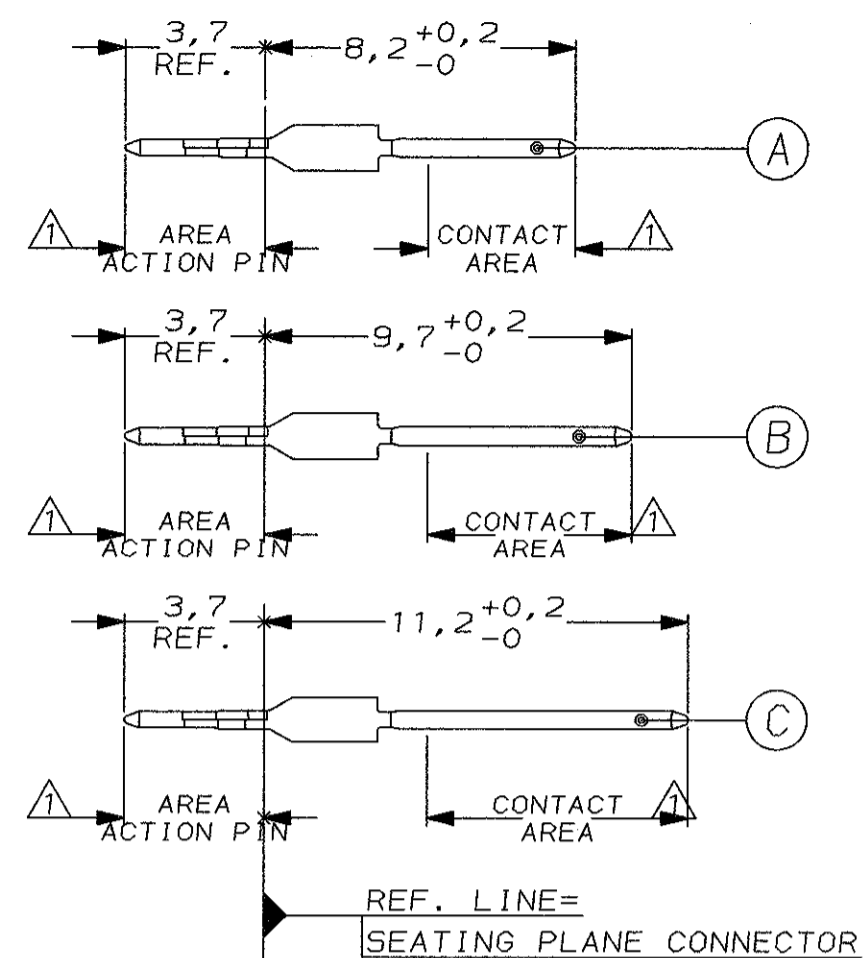 3,7
REF.
8,2 +0,2
-0
A
1
AREA
ACTION PIN
CONTACT
AREA
1
3,7
REF.
9,7 +0,2
-0
B
1
AREA
ACTION PIN
CONTACT
AREA
1
3,7
REF.
11,2 +0,2
-0
C
1
AREA
ACTION PIN
CONTACT
AREA
1
REF. LINE=
SEATING PLANE CONNECTOR